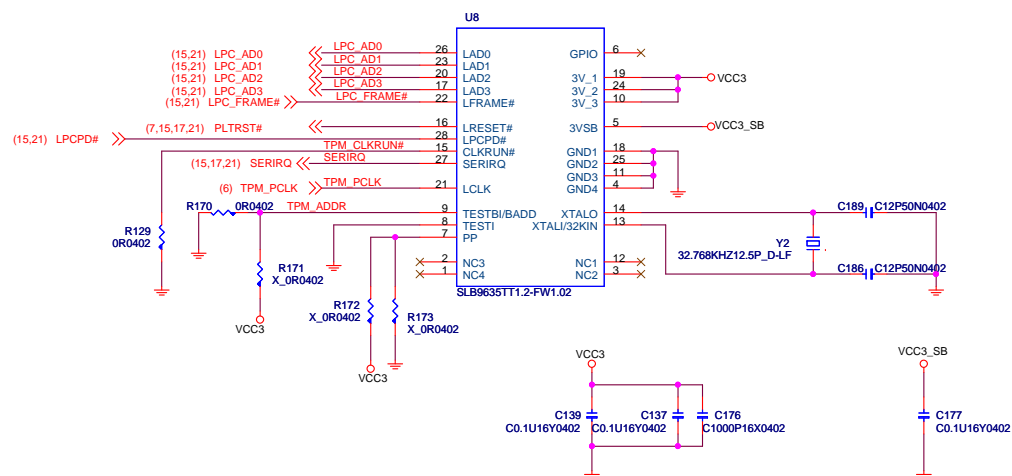 U8
(15,21) LPC_AD0 LPC_AD0 26 LAD0 GPIO 6
(15,21) LPC_AD1 LPC_AD1 23 LAD1 3V_1 19 VCC3
(15,21) LPC_AD2 LPC_AD2 20 LAD2 3V_2 24
(15,21) LPC_AD3 LPC_AD3 17 LAD3 3V_3 10
(15,21) LPC_FRAME# LPC_FRAME# 22 LFRAME#
(7,15,17,21) PLTRST# 16 LRESET# 3VSB 5 VCC3_SB
(15,21) LPCPD# 28 LPCPD#
TPM_CLKRUN# 15 CLKRUN# GND1 18
(15,17,21) SERIRQ SERIRQ 27 SERIRQ GND2 25
GND3 11
(6) TPM_PCLK TPM_PCLK 21 LCLK GND4 4
R170 0R0402 TPM_ADDR 9 TESTBI/BADD XTALO 14 C189 C12P50N0402
8 TESTI XTALI/32KIN 13
R129 7 PP Y2
0R0402 32.768KHZ12.5P_D-LF
R171 2 NC3 NC1 12 C186 C12P50N0402
X_0R0402 1 NC4 NC2 3
SLB9635TT1.2-FW1.02
R172 R173
X_0R0402 X_0R0402
VCC3
VCC3
VCC3 VCC3_SB
C139 C137 C176 C177
C0.1U16Y0402 C0.1U16Y0402 C1000P16X0402 C0.1U16Y0402